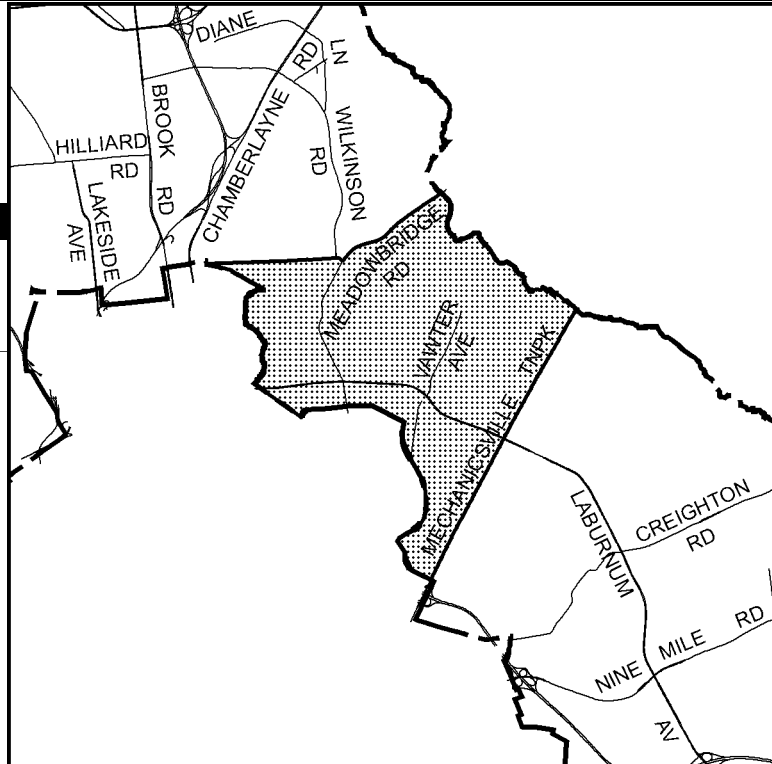 DIANE
LN
RD
CHAMBERLAYNE
BROOK
RD
WILKINSON
RD
HILLIARD
RD
LAKESIDE
AVE
MEADOWBRIDGE
RD
VAWTER
AVE
MECHANICSVILLE TNPK
LABURNUM
AV
CREIGHTON
RD
NINE MILE RD